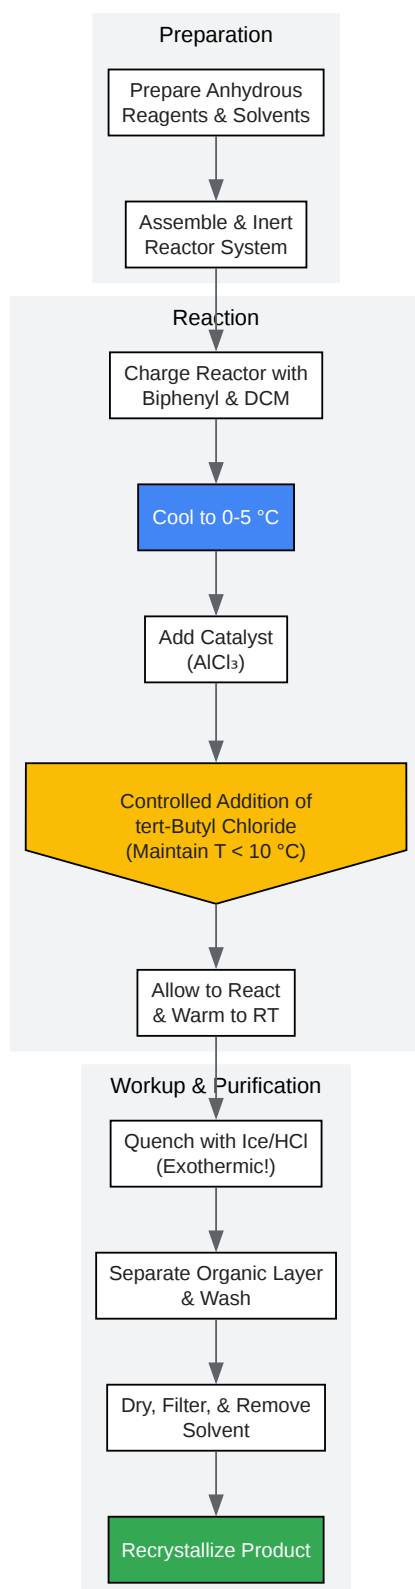 Preparation
Prepare Anhydrous
Reagents & Solvents
Assemble & Inert
Reactor System
Reaction
Charge Reactor with
Biphenyl & DCM
Cool to 0-5 °C
Add Catalyst
(AlCl₃)
Controlled Addition of
tert-Butyl Chloride
(Maintain T < 10 °C)
Allow to React
& Warm to RT
Workup & Purification
Quench with Ice/HCl
(Exothermic!)
Separate Organic Layer
& Wash
Dry, Filter, & Remove
Solvent
Recrystallize Product